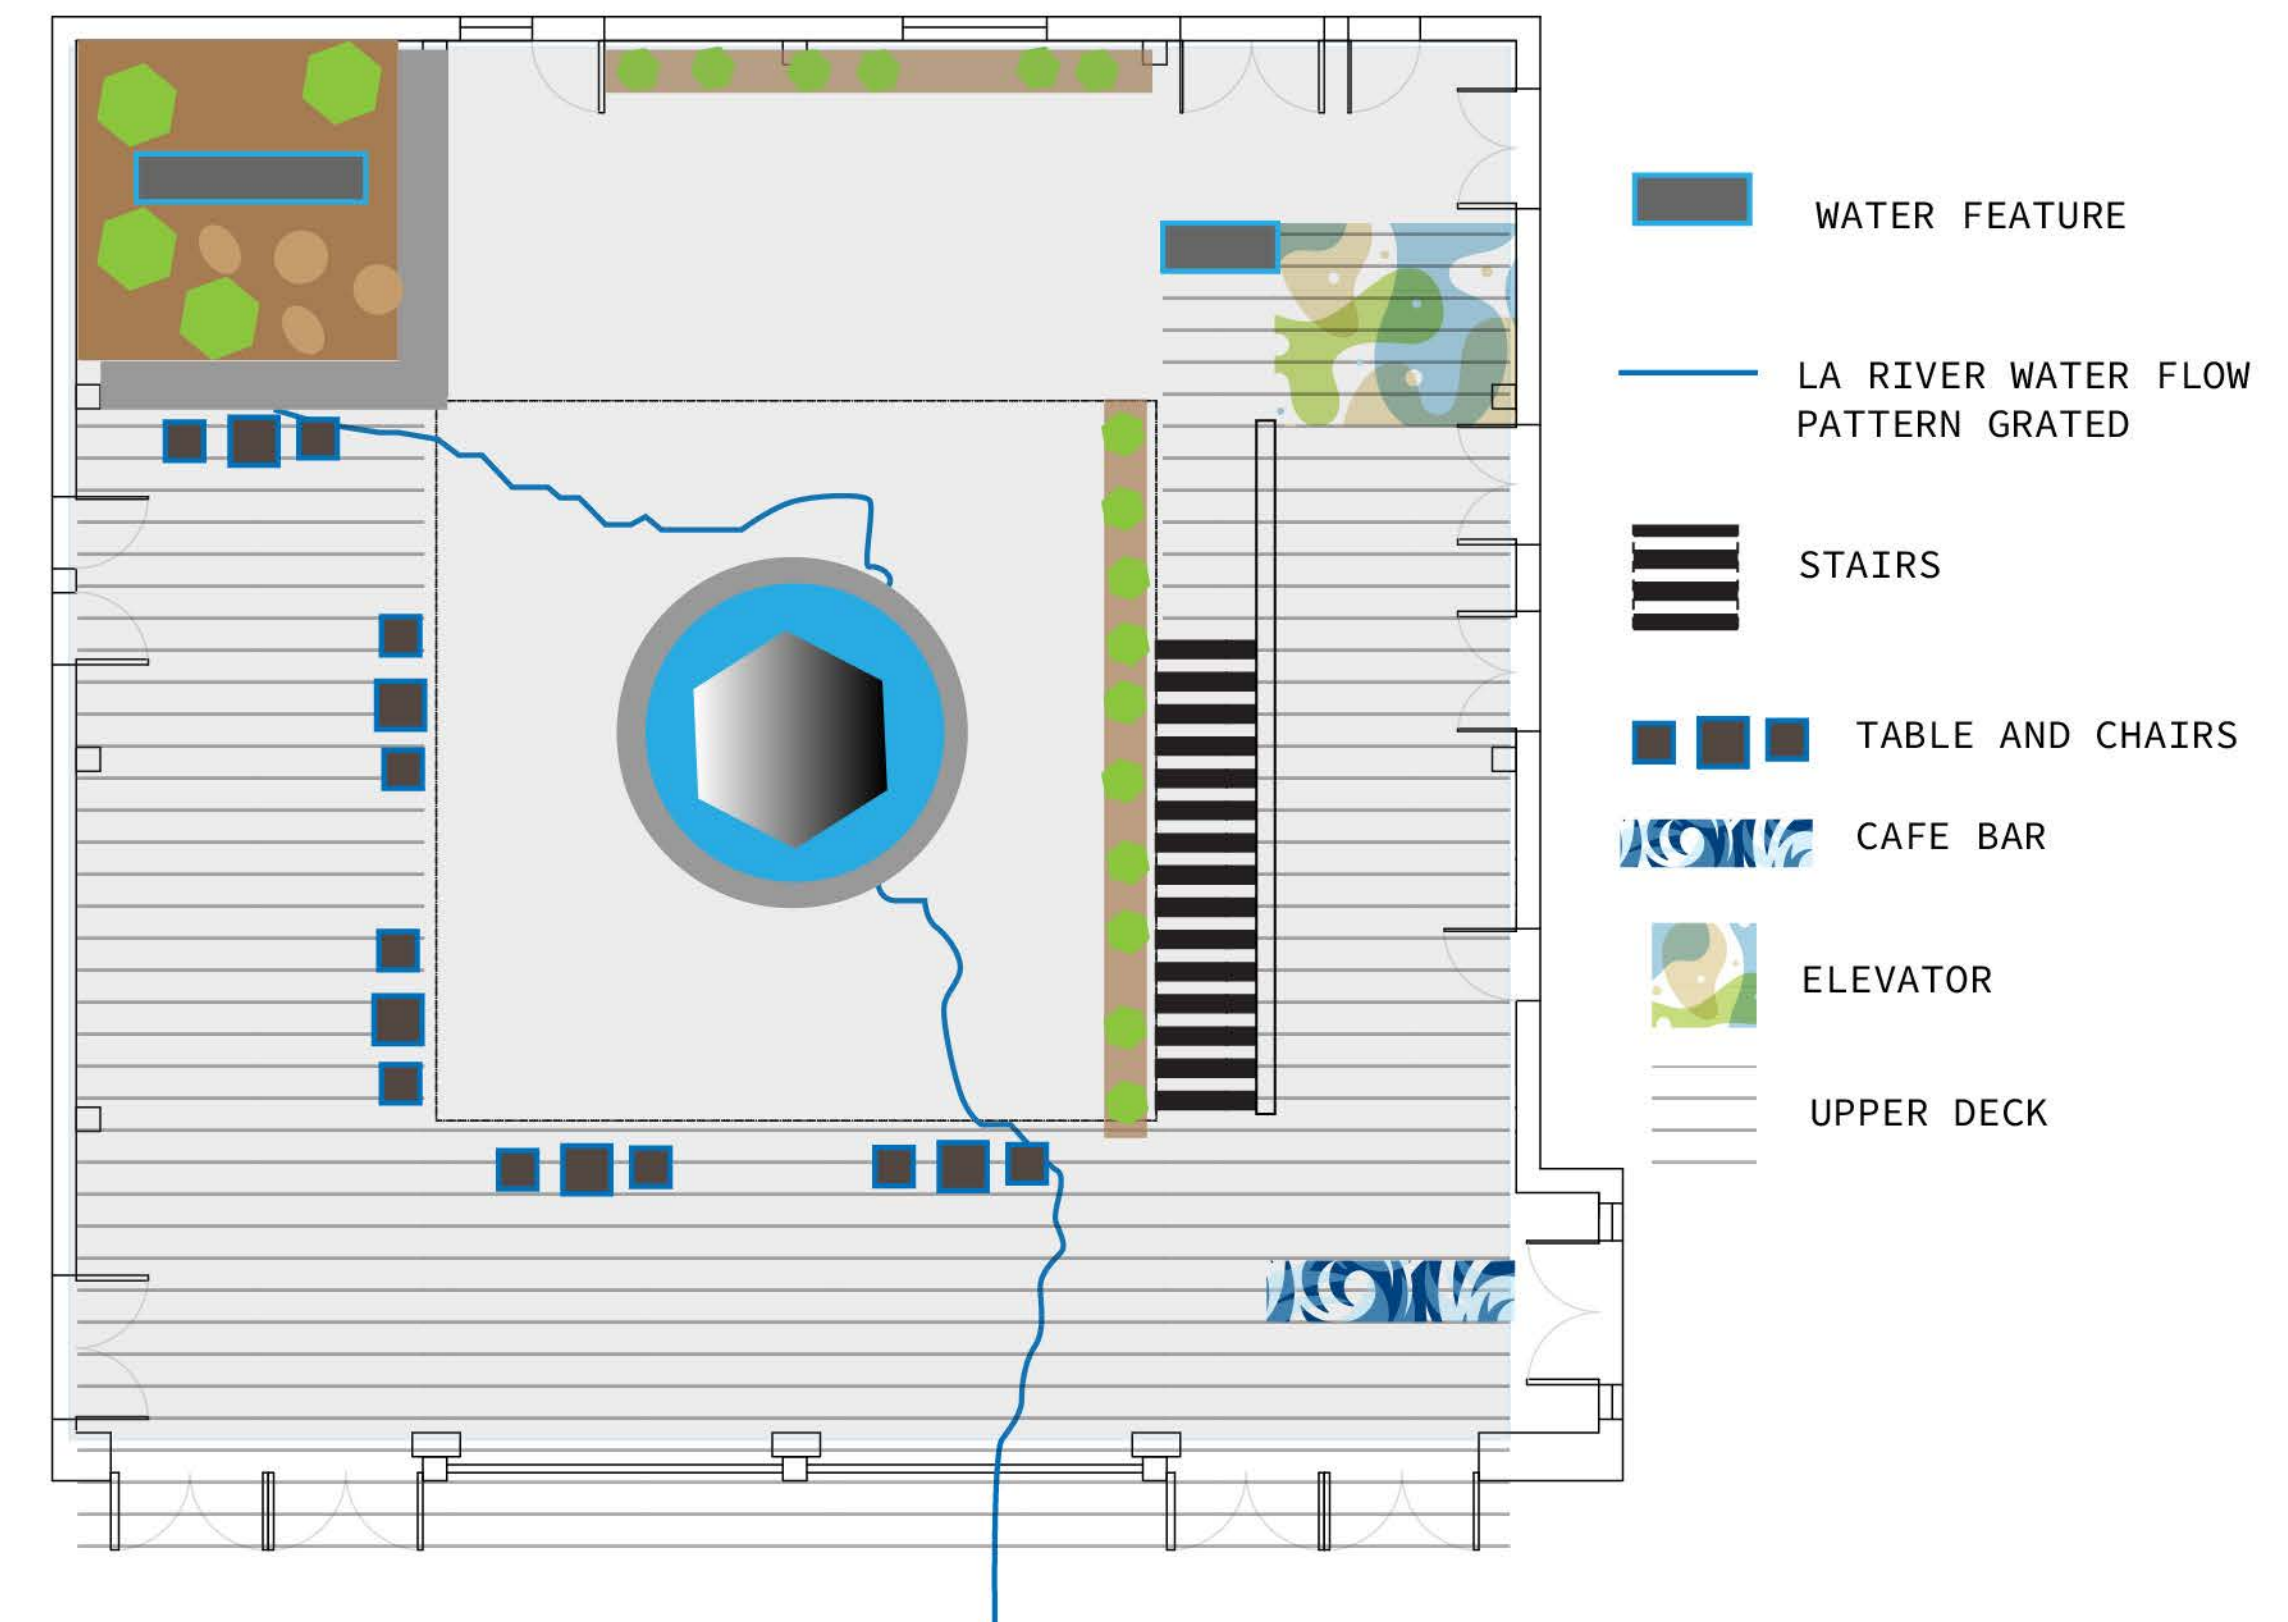 WATER FEATURE
LA RIVER WATER FLOW
PATTERN GRATED
STAIRS
TABLE AND CHAIRS
CAFE BAR
ELEVATOR
UPPER DECK